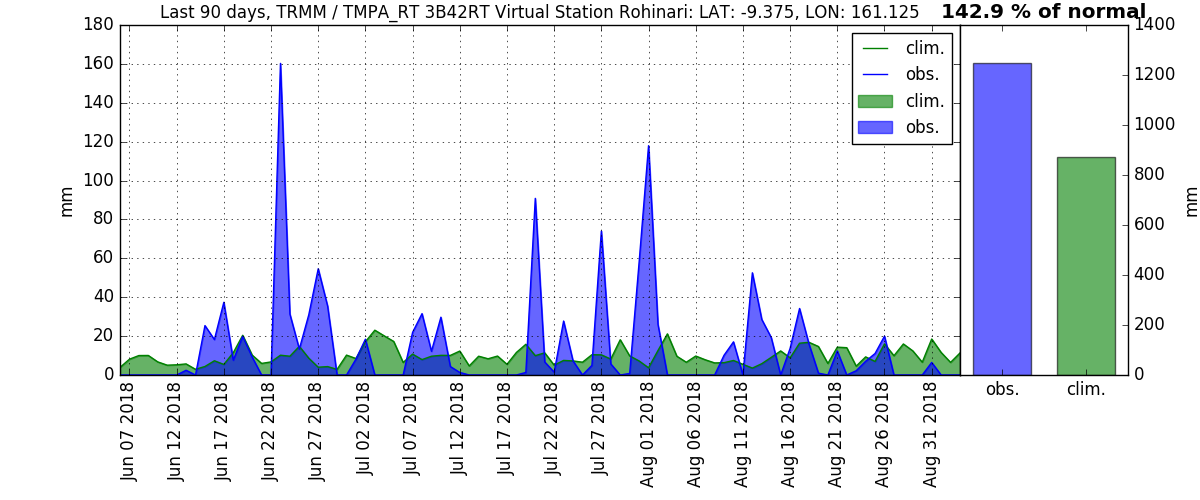 Last 90 days, TRMM / TMPA_RT 3B42RT Virtual Station Rohinari: LAT: -9.375, LON: 161.125
142.9 % of normal
180
160
140
120
100
80
60
40
20
0
mm
clim.
obs.
clim.
obs.
1400
1200
1000
800
600
400
200
0
mm
obs.
clim.
Jun 07 2018
Jun 12 2018
Jun 17 2018
Jun 22 2018
Jun 27 2018
Jul 02 2018
Jul 07 2018
Jul 12 2018
Jul 17 2018
Jul 22 2018
Jul 27 2018
Aug 01 2018
Aug 06 2018
Aug 11 2018
Aug 16 2018
Aug 21 2018
Aug 26 2018
Aug 31 2018